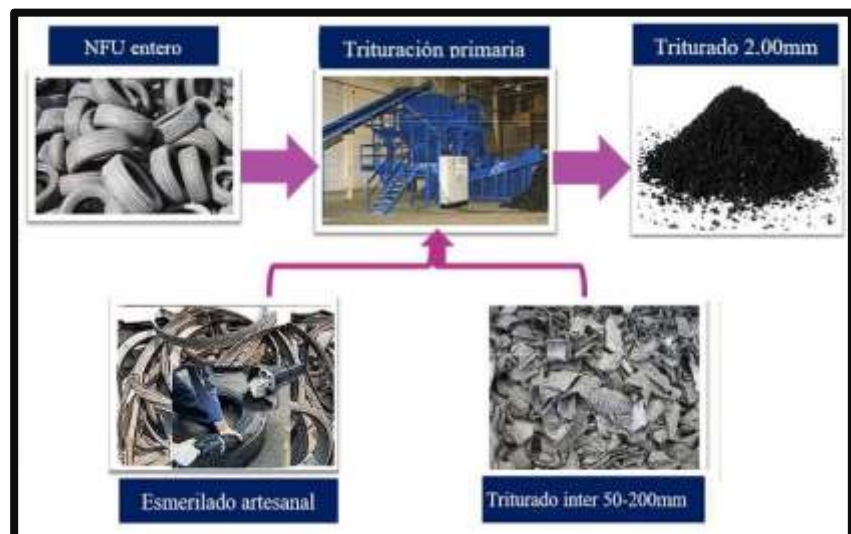 NFU entero
Trituración primaria
Triturado 2.00mm
Esmerilado artesanal
Triturado inter 50-200mm